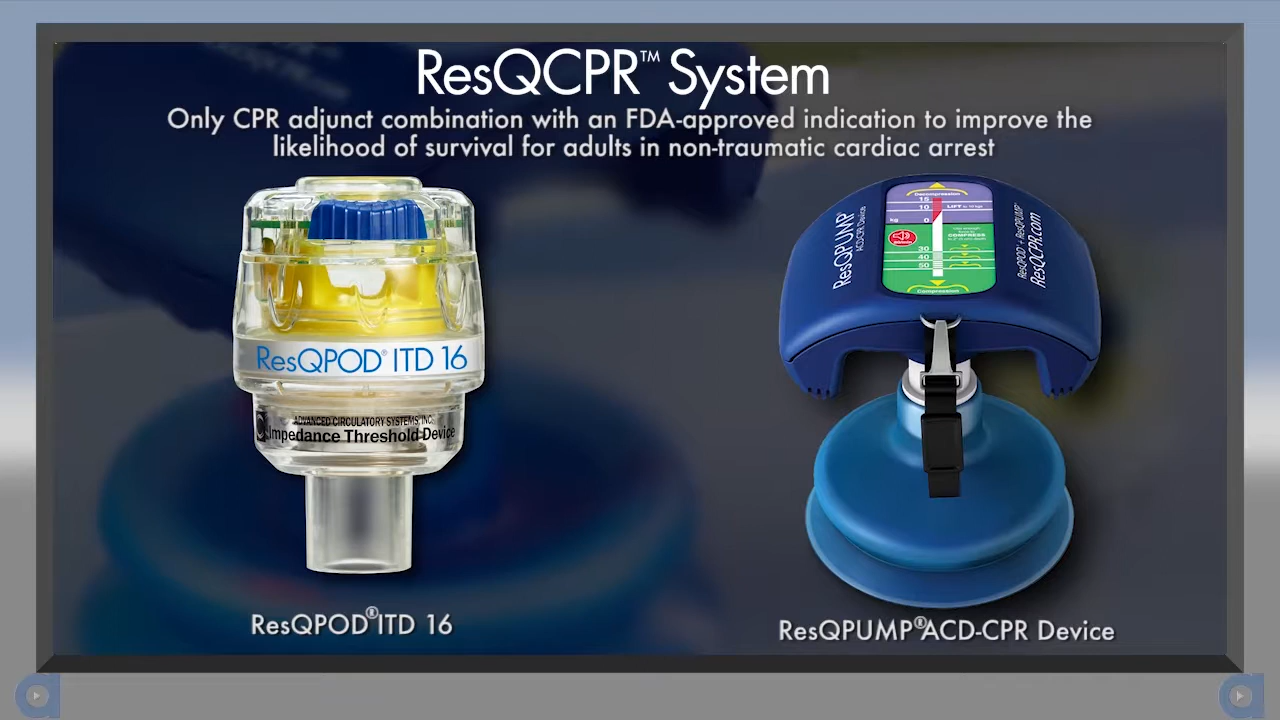 ResQCPR™ System
Only CPR adjunct combination with an FDA-approved indication to improve the
likelihood of survival for adults in non-traumatic cardiac arrest
ResQPOD® ITD 16
ADVANCED CIRCULATORY SYSTEMS, INC.
Impedance Threshold Device
ResQPUMP®
ACD-CPR Device
Decompression
15
10
LIFT
kg
0
COMPRESS
30
40
50
Compression
ResQPOD + ResQPUMP
ResQCPR.com
ResQPOD® ITD 16
ResQPUMP® ACD-CPR Device